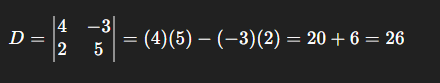 D = |4 −3; 2 5| = (4)(5) − (−3)(2) = 20 + 6 = 26